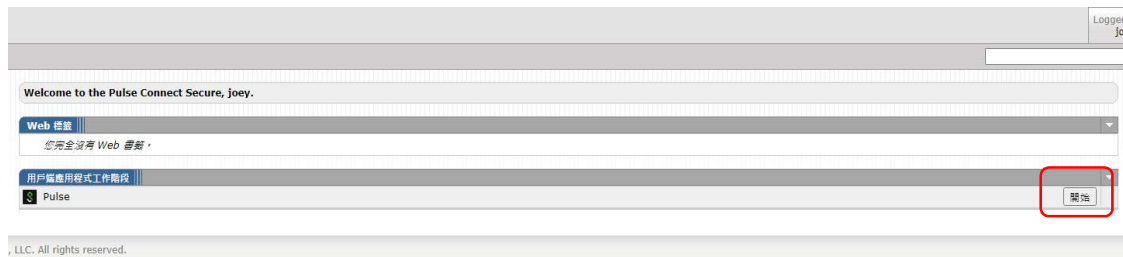 Logged
jo
Welcome to the Pulse Connect Secure, joey.
Web 標籤
您完全沒有 Web 書籤。
用戶端應用程式工作階段
Pulse
開始
, LLC. All rights reserved.